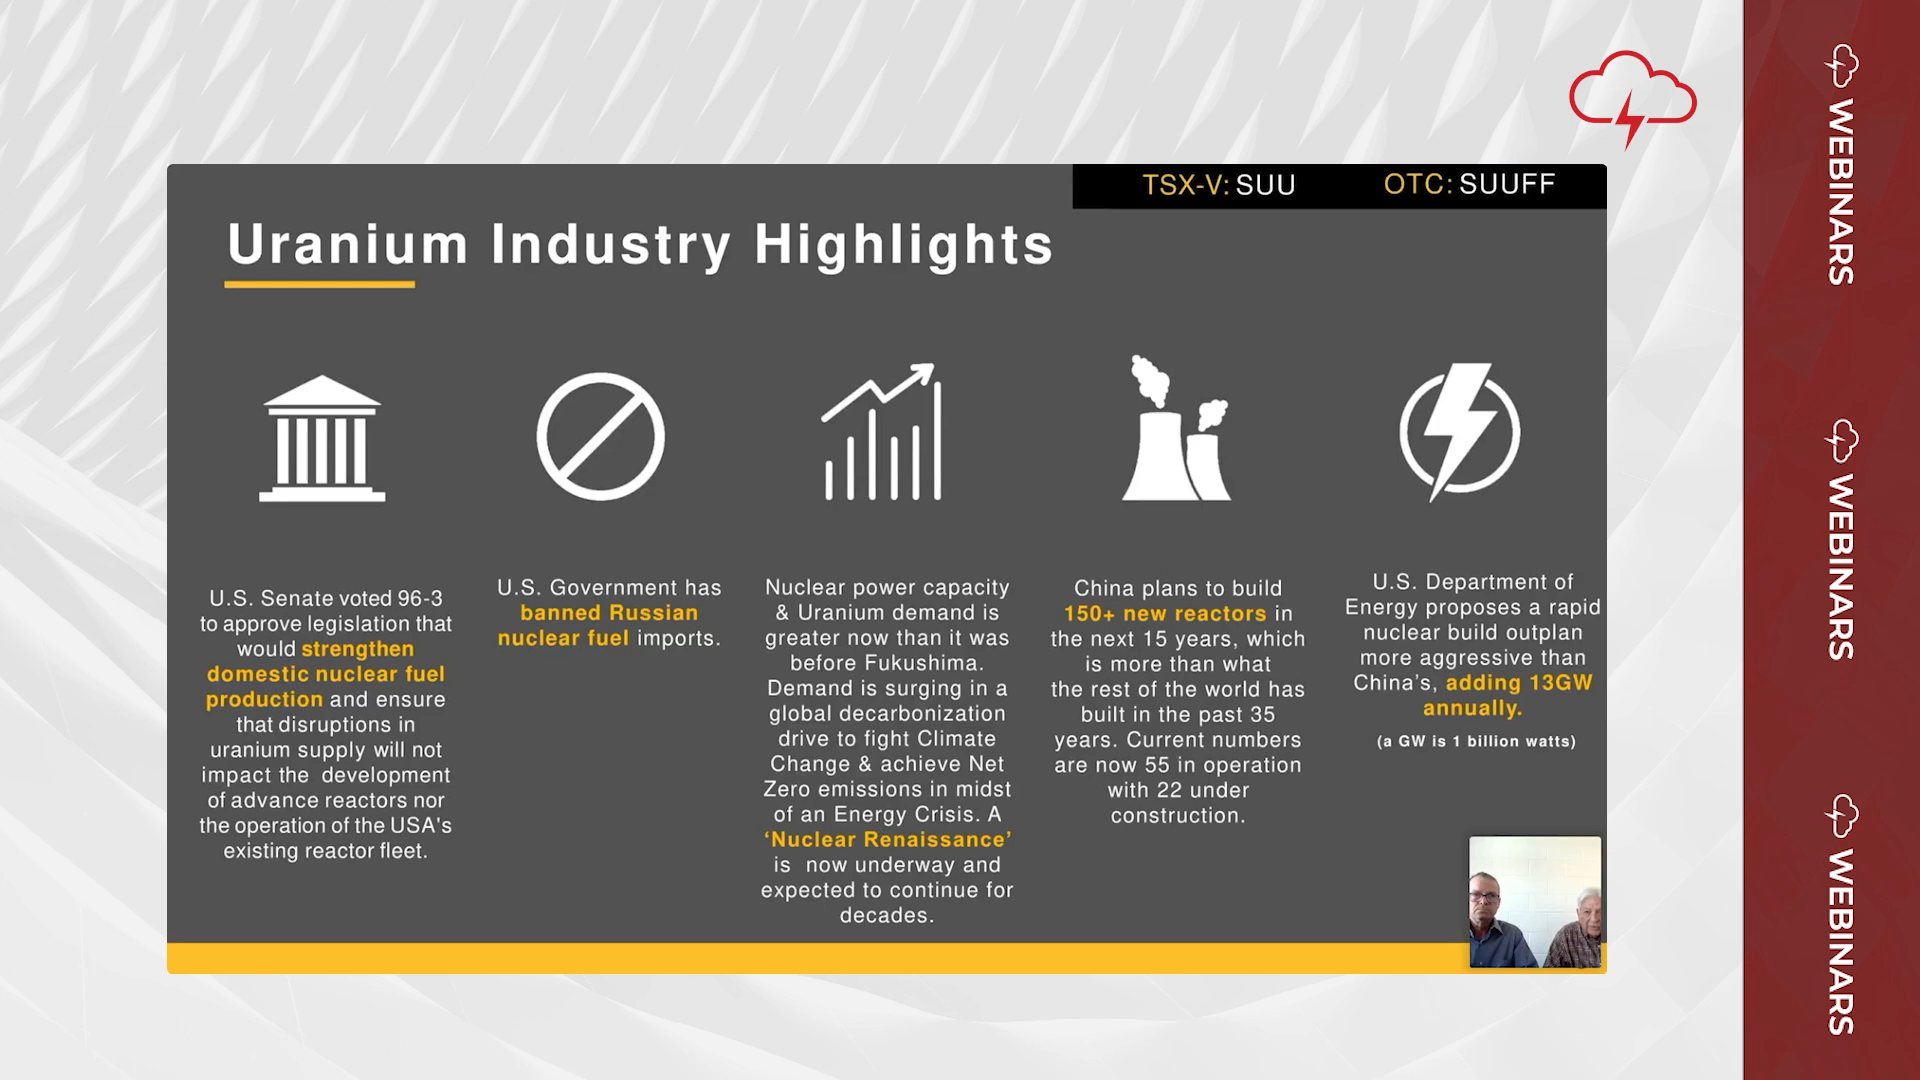 TSX-V: SUU OTC: SUUFF
Uranium Industry Highlights
U.S. Senate voted 96-3
to approve legislation that
would strengthen
domestic nuclear fuel
production and ensure
that disruptions in
uranium supply will not
impact the development
of advance reactors nor
the operation of the USA's
existing reactor fleet.
U.S. Government has
banned Russian
nuclear fuel imports.
Nuclear power capacity
& Uranium demand is
greater now than it was
before Fukushima.
Demand is surging in a
global decarbonization
drive to fight Climate
Change & achieve Net
Zero emissions in midst
of an Energy Crisis. A
‘Nuclear Renaissance’
is now underway and
expected to continue for
decades.
China plans to build
150+ new reactors in
the next 15 years, which
is more than what
the rest of the world has
built in the past 35
years. Current numbers
are now 55 in operation
with 22 under
construction.
U.S. Department of
Energy proposes a rapid
nuclear build outplan
more aggressive than
China’s, adding 13GW
annually.
(a GW is 1 billion watts)
WEBINARS
WEBINARS
WEBINARS